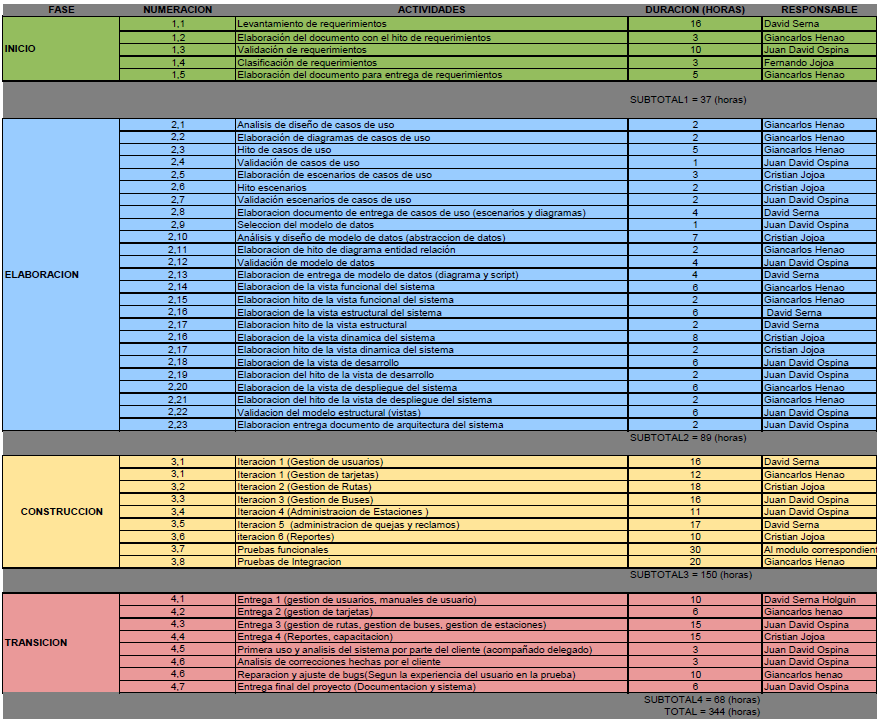 FASE NUMERACION ACTIVIDADES DURACION (HORAS) RESPONSABLE
INICIO
1,1 Levantamiento de requerimientos 16 David Serna
1,2 Elaboración del documento con el hito de requerimientos 3 Giancarlos Henao
1,3 Validación de requerimientos 10 Juan David Ospina
1,4 Clasificación de requerimientos 3 Fernando Jojoa
1,5 Elaboración del documento para entrega de requerimientos 5 Giancarlos Henao
SUBTOTAL1 = 37 (horas)
ELABORACION
2,1 Analisis de diseño de casos de uso 2 Giancarlos Henao
2,2 Elaboración de diagramas de casos de uso 2 Giancarlos Henao
2,3 Hito de casos de uso 5 Giancarlos Henao
2,4 Validación de casos de uso 1 Juan David Ospina
2,5 Elaboración de escenarios de casos de uso 3 Cristian Jojoa
2,6 Hito escenarios 2 Cristian Jojoa
2,7 Validación escenarios de casos de uso 2 Juan David Ospina
2,8 Elaboracion documento de entrega de casos de uso (escenarios y diagramas) 4 David Serna
2,9 Seleccion del modelo de datos 1 Juan David Ospina
2,10 Análisis y diseño de modelo de datos (abstraccion de datos) 7 Cristian Jojoa
2,11 Elaboracion de hito de diagrama entidad relación 2 Giancarlos Henao
2,12 Validación de modelo de datos 4 Juan David Ospina
2,13 Elaboracion de entrega de modelo de datos (diagrama y script) 4 David Serna
2,14 Elaboracion de la vista funcional del sistema 6 Giancarlos Henao
2,15 Elaboracion hito de la vista funcional del sistema 2 Giancarlos Henao
2,16 Elaboracion de la vista estructural del sistema 6 David Serna
2,17 Elaboracion hito de la vista estructural 2 David Serna
2,16 Elaboracion de la vista dinamica del sistema 8 Cristian Jojoa
2,17 Elaboracion hito de la vista dinamica del sistema 2 Cristian Jojoa
2,18 Elaboracion de la vista de desarrollo 6 Juan David Ospina
2,19 Elaboracion del hito de la vista de desarrollo 2 Juan David Ospina
2,20 Elaboracion de la vista de despliegue del sistema 6 Giancarlos Henao
2,21 Elaboracion del hito de la vista de despliegue del sistema 2 Giancarlos Henao
2,22 Validacion del modelo estructural (vistas) 6 Juan David Ospina
2,23 Elaboracion entrega documento de arquitectura del sistema 2 Juan David Ospina
SUBTOTAL2 = 89 (horas)
CONSTRUCCION
3,1 Iteracion 1 (Gestion de usuarios) 16 David Serna
3,1 Iteracion 1 (Gestion de tarjetas) 12 Giancarlos Henao
3,2 Iteracion 2 (Gestion de Rutas) 18 Cristian Jojoa
3,3 Iteracion 3 (Gestion de Buses) 16 Juan David Ospina
3,4 Iteracion 4 (Administracion de Estaciones ) 11 Juan David Ospina
3,5 Iteracion 5 (administracion de quejas y reclamos) 17 David Serna
3,6 iteracion 6 (Reportes) 10 Cristian Jojoa
3,7 Pruebas funcionales 30 Al modulo correspondient
3,8 Pruebas de Integracion 20 Giancarlos Henao
SUBTOTAL3 = 150 (horas)
TRANSICION
4,1 Entrega 1 (gestion de usuarios, manuales de usuario) 10 David Serna Holguin
4,2 Entrega 2 (gestion de tarjetas) 6 Giancarlos henao
4,3 Entrega 3 (gestion de rutas, gestion de buses, gestion de estaciones) 15 Juan David Ospina
4,4 Entrega 4 (Reportes, capacitacion) 15 Cristian Jojoa
4,5 Primera uso y analisis del sistema por parte del cliente (acompañado delegado) 3 Juan David Ospina
4,6 Analisis de correcciones hechas por el cliente 3 Juan David Ospina
4,6 Reparacion y ajuste de bugs(Segun la experiencia del usuario en la prueba) 10 Giancarlos henao
4,7 Entrega final del proyecto (Documentacion y sistema) 6 Juan David Ospina
SUBTOTAL4 = 68 (horas)
TOTAL = 344 (horas)